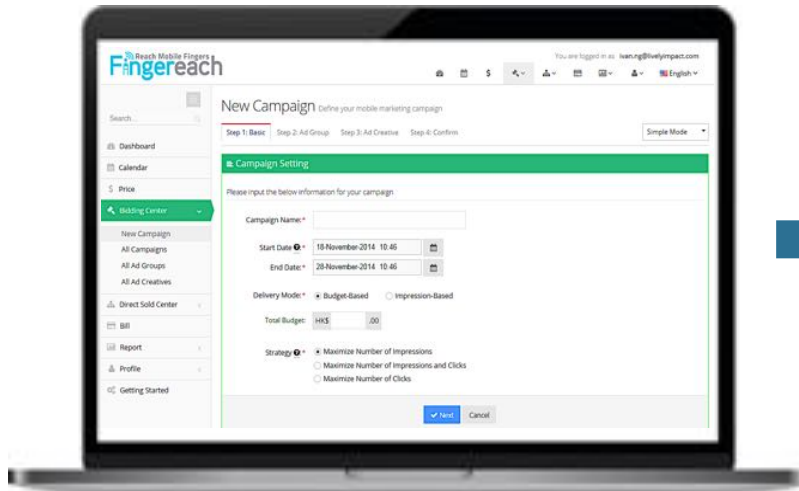 Reach Mobile Fingers
Fingereach
You are logged in as ivan.ng@livelyimpact.com
$
English
Search...
New Campaign Define your mobile marketing campaign
Step 1: Basic Step 2: Ad Group Step 3: Ad Creative Step 4: Confirm
Simple Mode
Dashboard
Calendar
$ Price
Bidding Center
New Campaign
All Campaigns
All Ad Groups
All Ad Creatives
Direct Sold Center
Bill
Report
Profile
Getting Started
Campaign Setting
Please input the below information for your campaign
Campaign Name:*
Start Date ?:* 18-November-2014 10:46
End Date:* 28-November-2014 10:46
Delivery Mode:* Budget-Based Impression-Based
Total Budget: HK$ .00
Strategy ?:* Maximize Number of Impressions
Maximize Number of Impressions and Clicks
Maximize Number of Clicks
Next Cancel